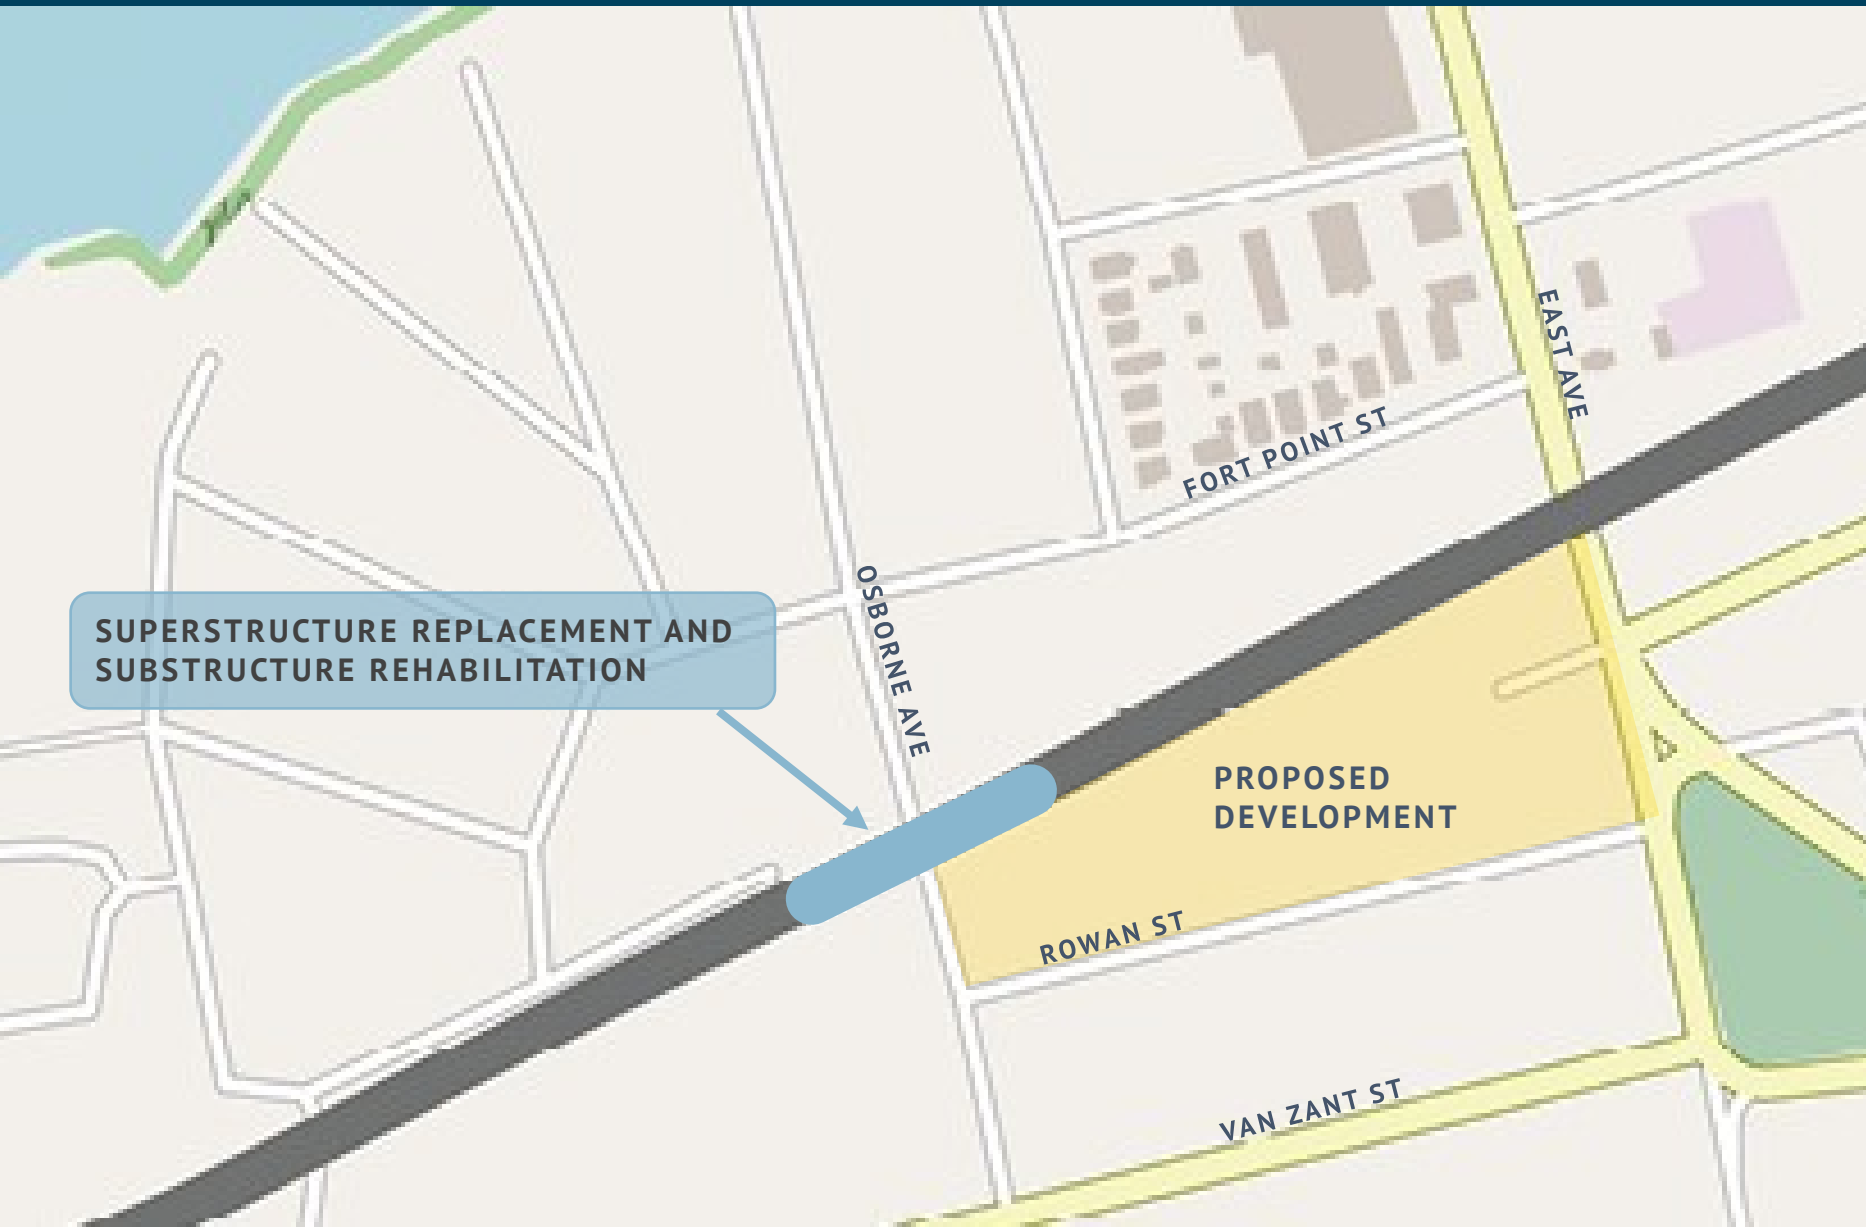 EAST AVE
FORT POINT ST
OSBORNE AVE
SUPERSTRUCTURE REPLACEMENT AND
SUBSTRUCTURE REHABILITATION
PROPOSED
DEVELOPMENT
ROWAN ST
VAN ZANT ST